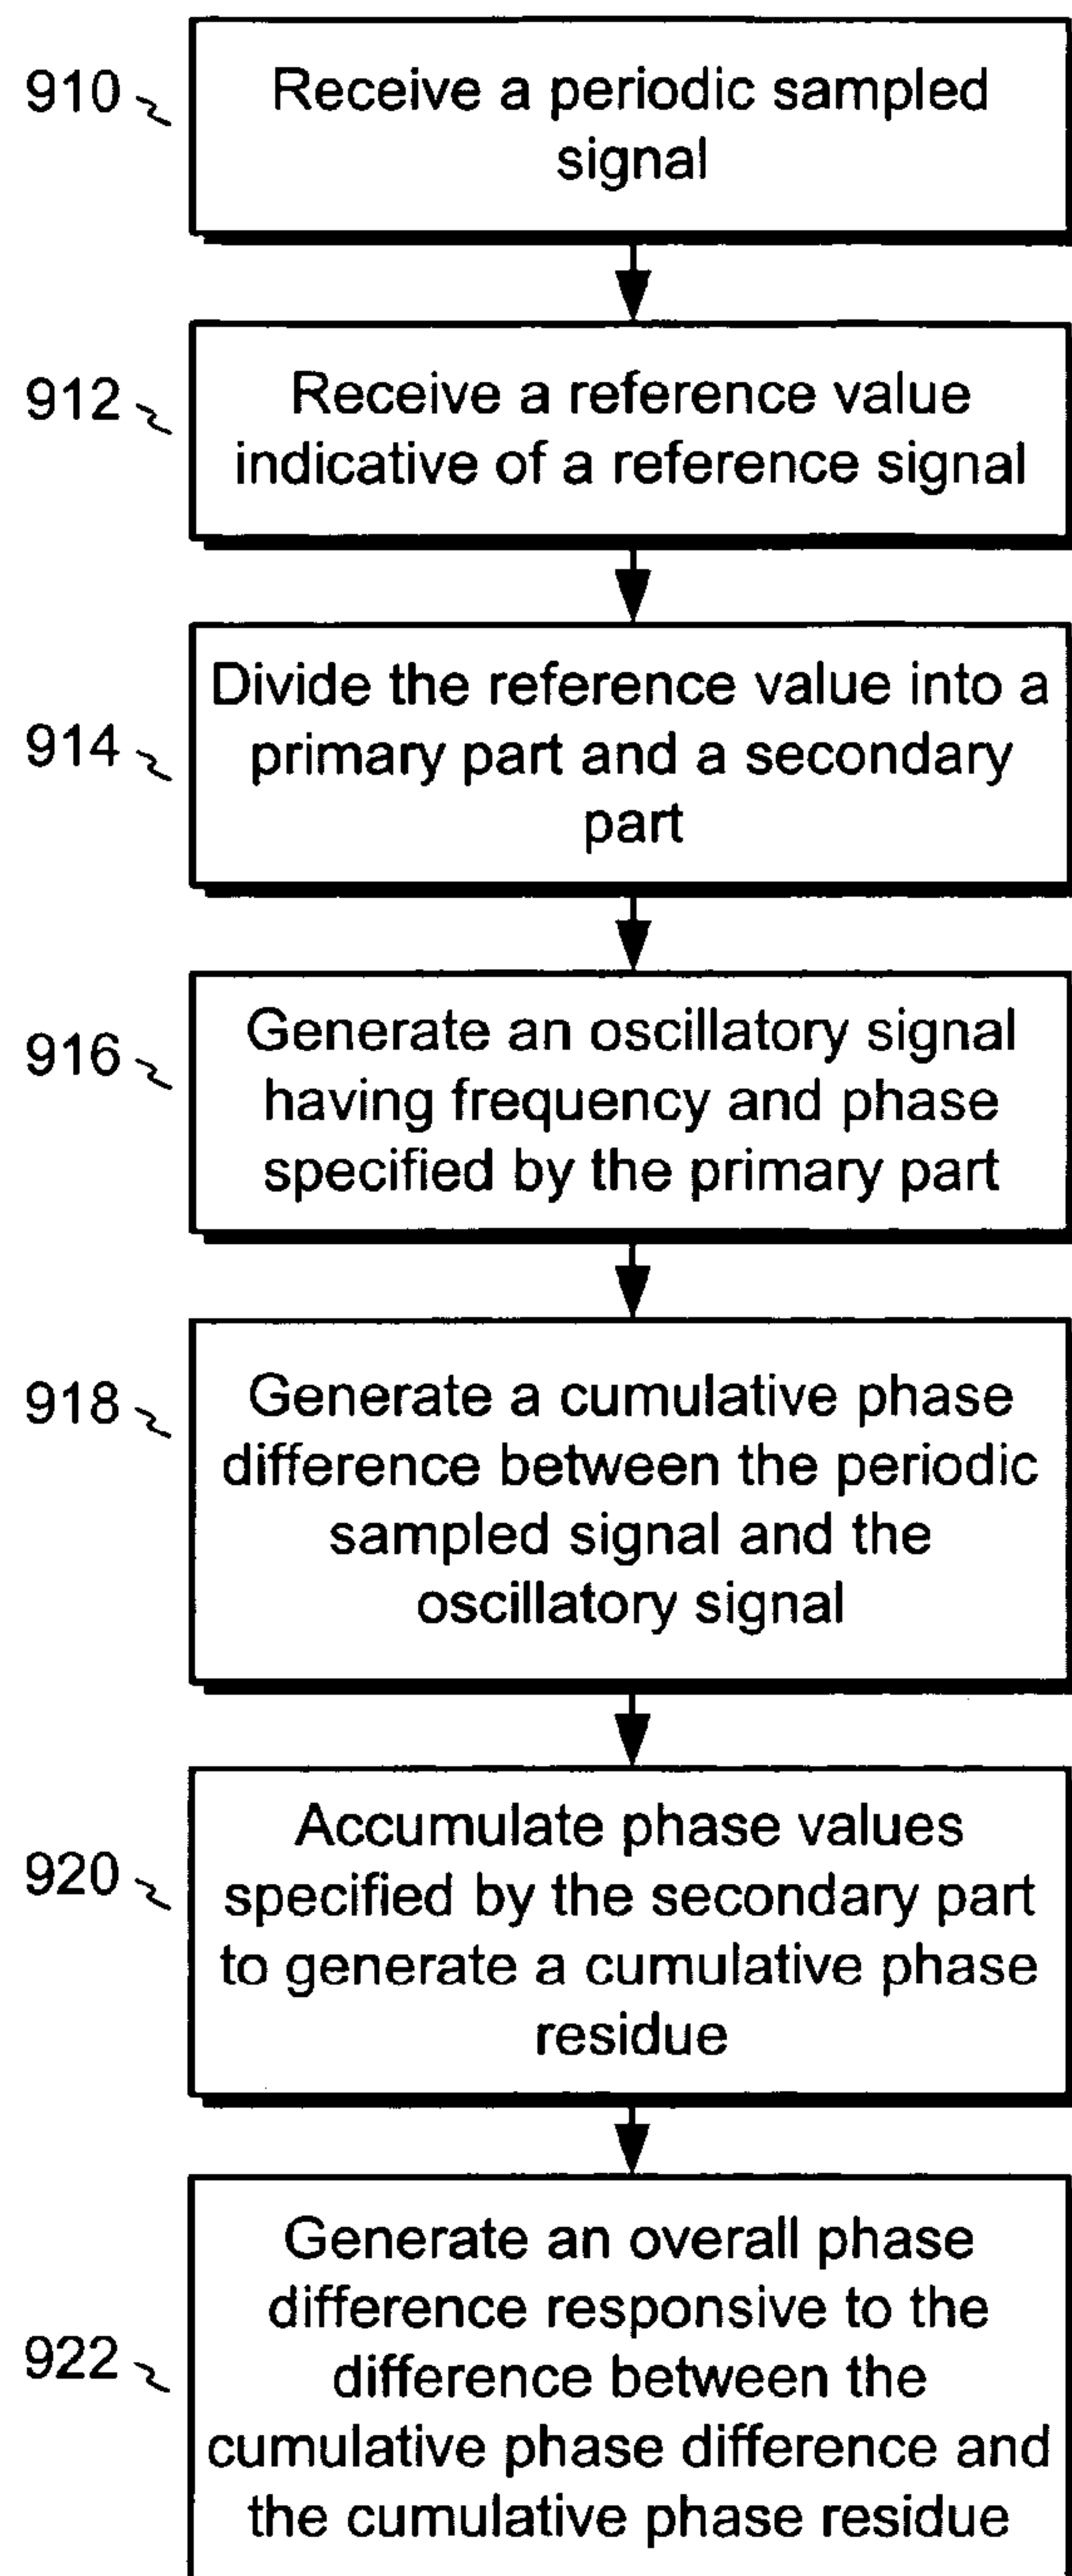 910
Receive a periodic sampled
signal
912
Receive a reference value
indicative of a reference signal
914
Divide the reference value into a
primary part and a secondary
part
916
Generate an oscillatory signal
having frequency and phase
specified by the primary part
918
Generate a cumulative phase
difference between the periodic
sampled signal and the
oscillatory signal
920
Accumulate phase values
specified by the secondary part
to generate a cumulative phase
residue
922
Generate an overall phase
difference responsive to the
difference between the
cumulative phase difference and
the cumulative phase residue